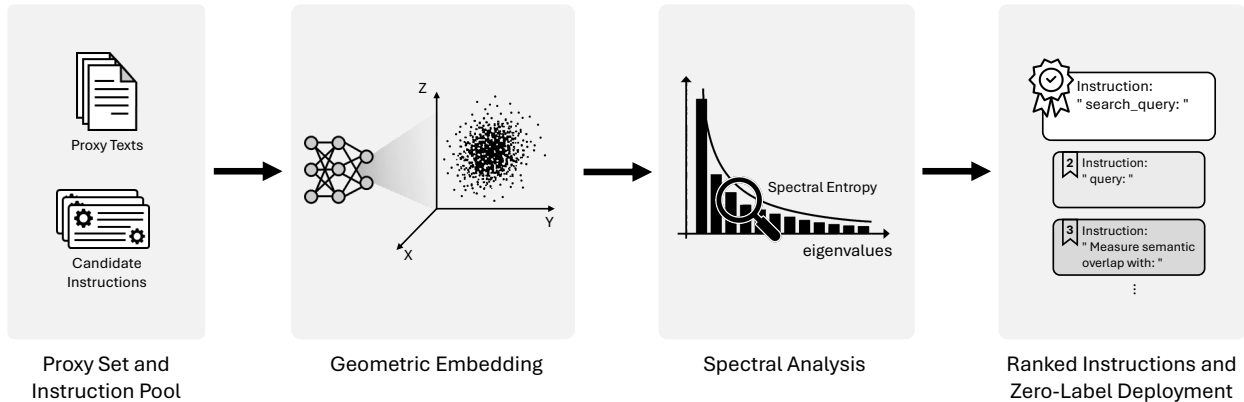 Proxy Texts
Candidate
Instructions
Z
Y
X
Spectral Entropy
eigenvalues
Instruction:
" search_query: "
2
Instruction:
" query: "
3
Instruction:
" Measure semantic
overlap with: "
⋮
Proxy Set and
Instruction Pool
Geometric Embedding
Spectral Analysis
Ranked Instructions and
Zero-Label Deployment